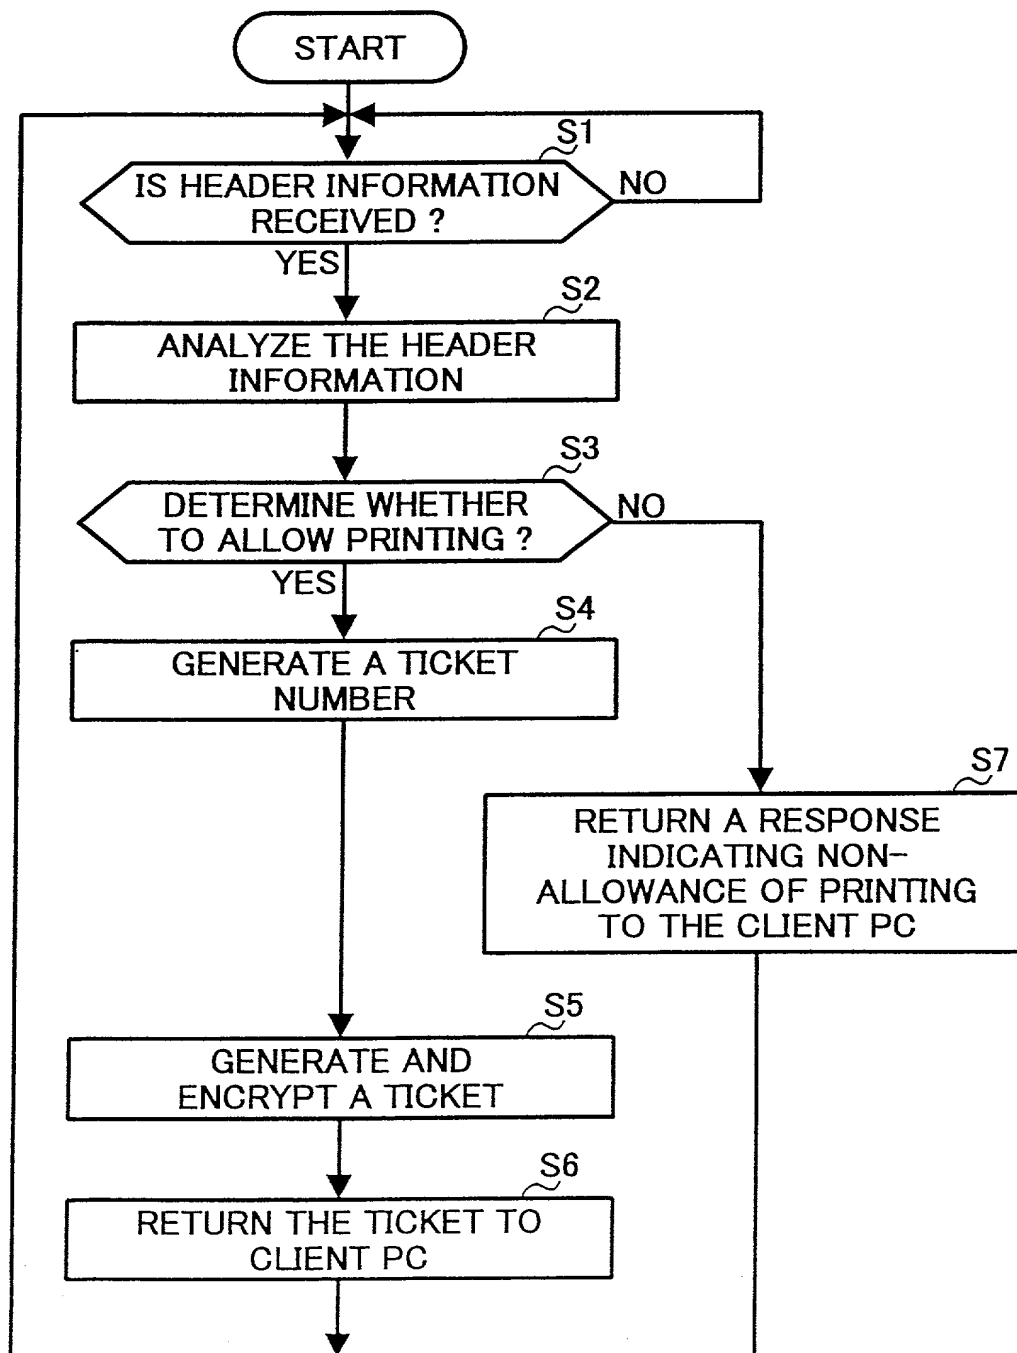 START
S1
IS HEADER INFORMATION
RECEIVED ?
NO
YES
S2
ANALYZE THE HEADER
INFORMATION
S3
DETERMINE WHETHER
TO ALLOW PRINTING ?
NO
YES
S4
GENERATE A TICKET
NUMBER
S7
RETURN A RESPONSE
INDICATING NON-
ALLOWANCE OF PRINTING
TO THE CLIENT PC
S5
GENERATE AND
ENCRYPT A TICKET
S6
RETURN THE TICKET TO
CLIENT PC